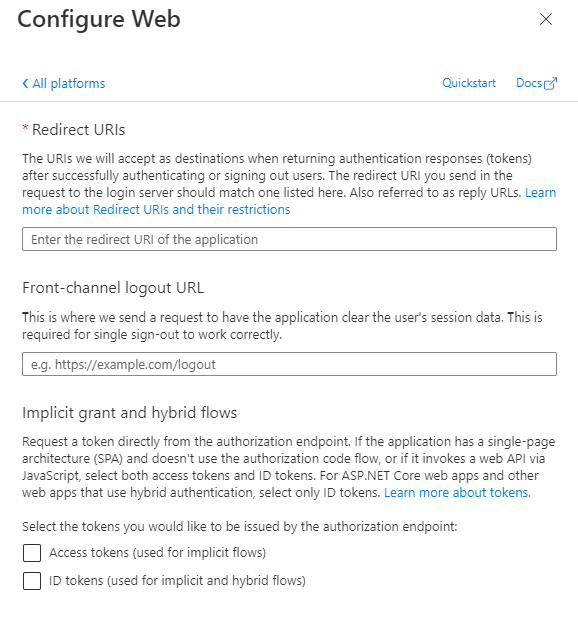 Configure Web
All platforms
Quickstart
Docs
* Redirect URIs
The URIs we will accept as destinations when returning authentication responses (tokens)
after successfully authenticating or signing out users. The redirect URI you send in the
request to the login server should match one listed here. Also referred to as reply URLs. Learn
more about Redirect URIs and their restrictions
Enter the redirect URI of the application
Front-channel logout URL
This is where we send a request to have the application clear the user's session data. This is
required for single sign-out to work correctly.
e.g. https://example.com/logout
Implicit grant and hybrid flows
Request a token directly from the authorization endpoint. If the application has a single-page
architecture (SPA) and doesn't use the authorization code flow, or if it invokes a web API via
JavaScript, select both access tokens and ID tokens. For ASP.NET Core web apps and other
web apps that use hybrid authentication, select only ID tokens. Learn more about tokens.
Select the tokens you would like to be issued by the authorization endpoint:
Access tokens (used for implicit flows)
ID tokens (used for implicit and hybrid flows)